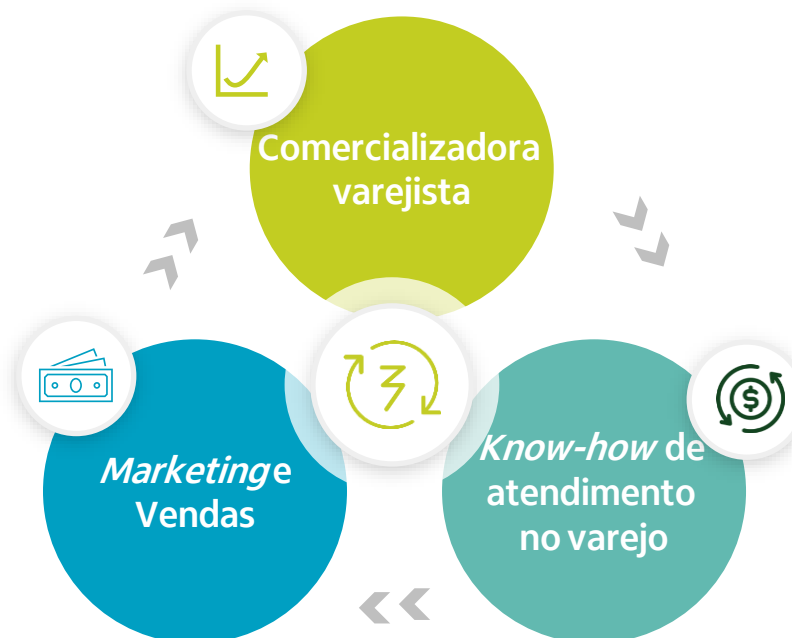 Comercializadora
varejista
Marketing e
Vendas
Know-how de
atendimento
no varejo
$